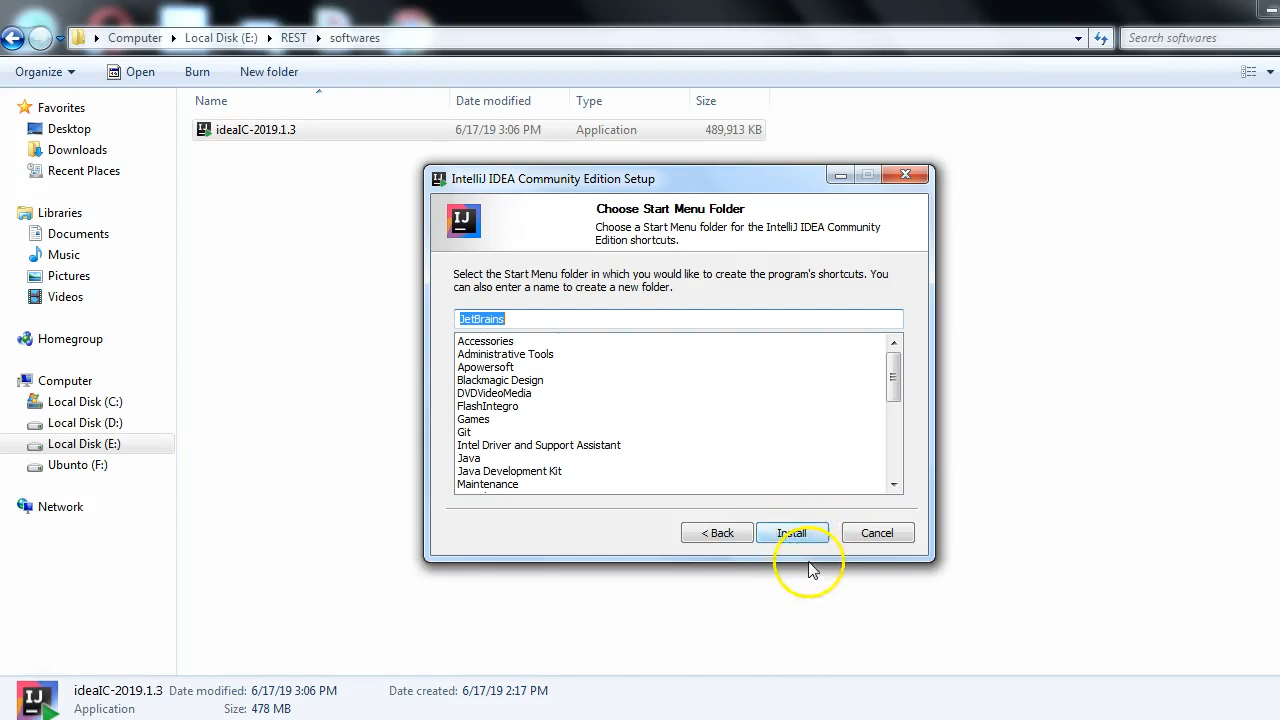 Computer Local Disk (E:) REST softwares Search softwares
Organize Open Burn New folder
Name Date modified Type Size
ideaIC-2019.1.3 6/17/19 3:06 PM Application 489,913 KB
Favorites
Desktop
Downloads
Recent Places
Libraries
Documents
Music
Pictures
Videos
Homegroup
Computer
Local Disk (C:)
Local Disk (D:)
Local Disk (E:)
Ubunto (F:)
Network
IntelliJ IDEA Community Edition Setup
IJ
Choose Start Menu Folder
Choose a Start Menu folder for the IntelliJ IDEA Community
Edition shortcuts.
Select the Start Menu folder in which you would like to create the program's shortcuts. You
can also enter a name to create a new folder.
JetBrains
Accessories
Administrative Tools
Apowersoft
Blackmagic Design
DVDVideoMedia
FlashIntegro
Games
Git
Intel Driver and Support Assistant
Java
Java Development Kit
Maintenance
< Back Install Cancel
IJ
ideaIC-2019.1.3 Date modified: 6/17/19 3:06 PM Date created: 6/17/19 2:17 PM
Application Size: 478 MB